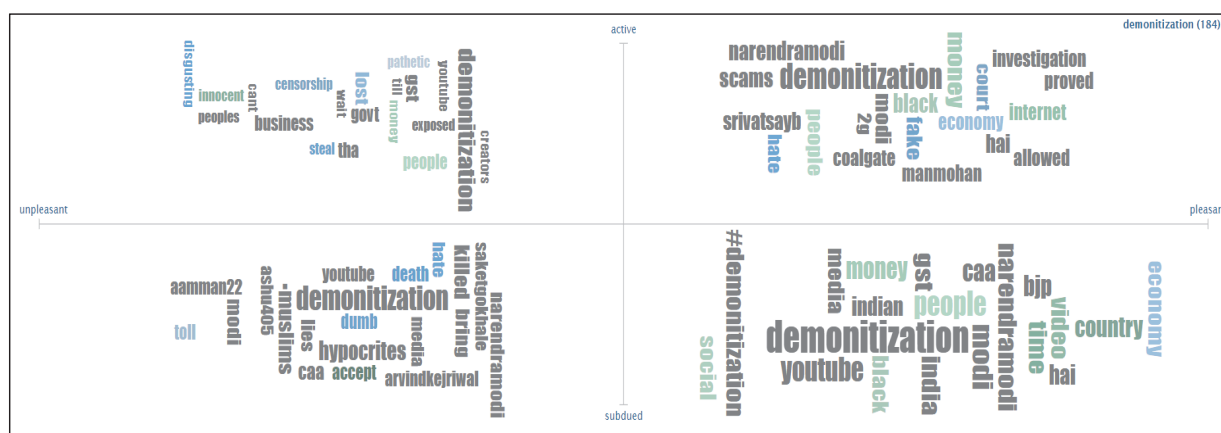 demonitization (184)
active
unpleasant
pleasan
subdued
disgusting
innocent
peoples
cant
business
censorship
steal
wait
tha
lost
govt
pathetic
till
gst
money
people
youtube
exposed
demonitization
creators
narendramodi
scams
demonitization
money
investigation
court
proved
srivatsayb
hate
people
2g
modi
black
fake
economy
internet
coalgate
manmohan
hai
allowed
aamman22
toll
modi
ashu405
-muslims
youtube
death
hate
demonitization
dumb
lies
hypocrites
media
caa
accept
arvindkejriwal
killed
bring
saketgokhale
narendramodi
#demonitization
social
media
money
gst
caa
narendramodi
indian
people
bjp
demonitization
youtube
black
india
modi
time
video
country
hai
economy